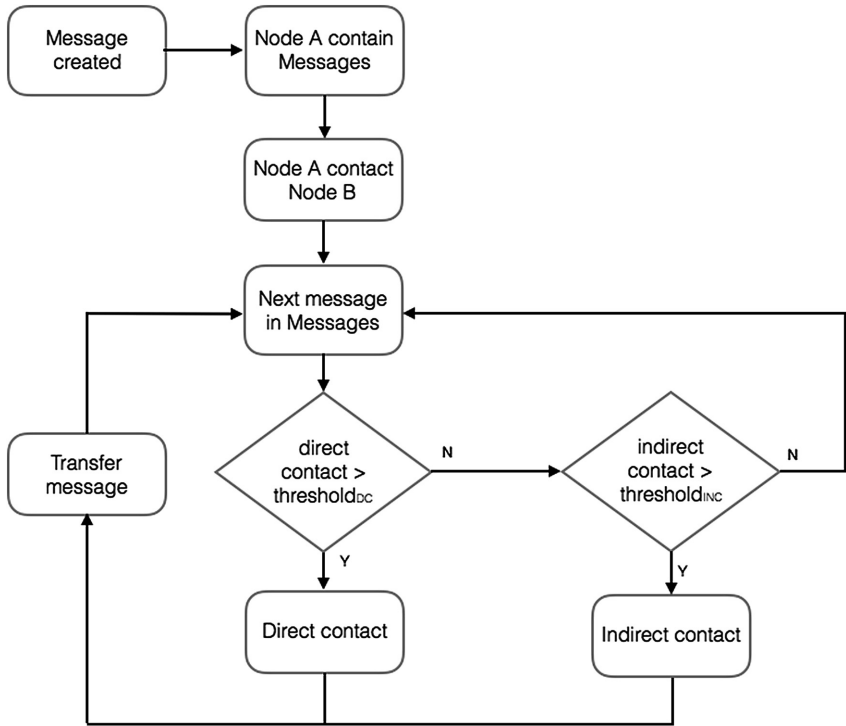 Message
created
Node A contain
Messages
Node A contact
Node B
Next message
in Messages
Transfer
message
direct
contact >
thresholdDC
N
indirect
contact >
thresholdINC
N
Y
Y
Direct contact
Indirect contact